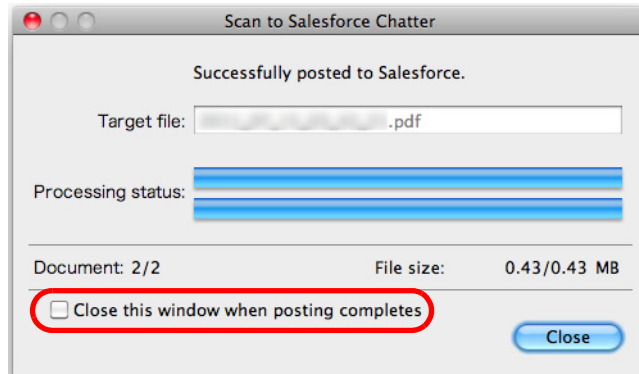 Scan to Salesforce Chatter
Successfully posted to Salesforce.
Target file: .pdf
Processing status:
Document: 2/2 File size: 0.43/0.43 MB
Close this window when posting completes
Close